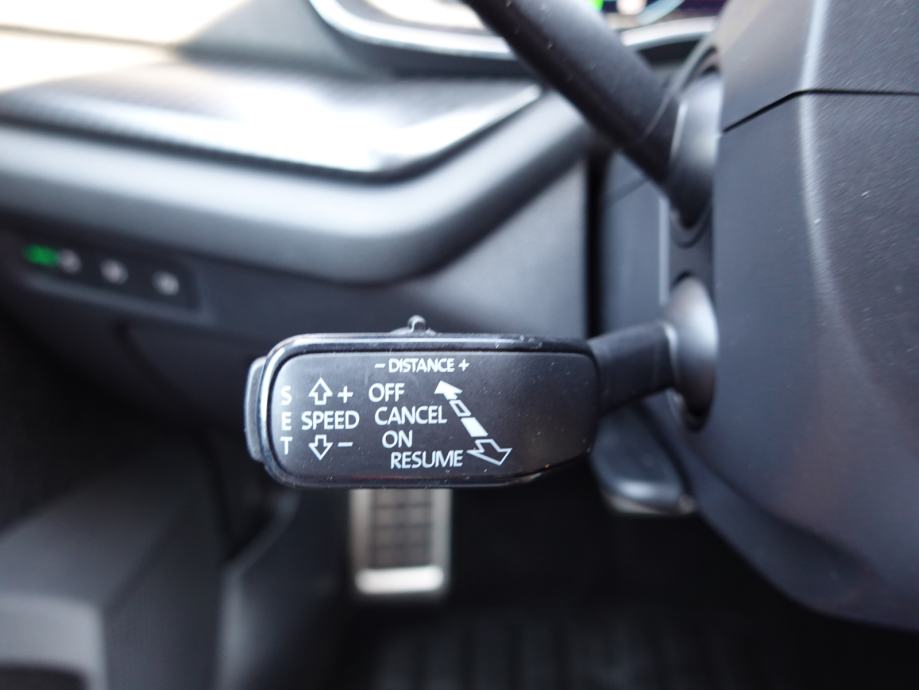 - DISTANCE +
S + OFF
E SPEED CANCEL
T - ON
RESUME